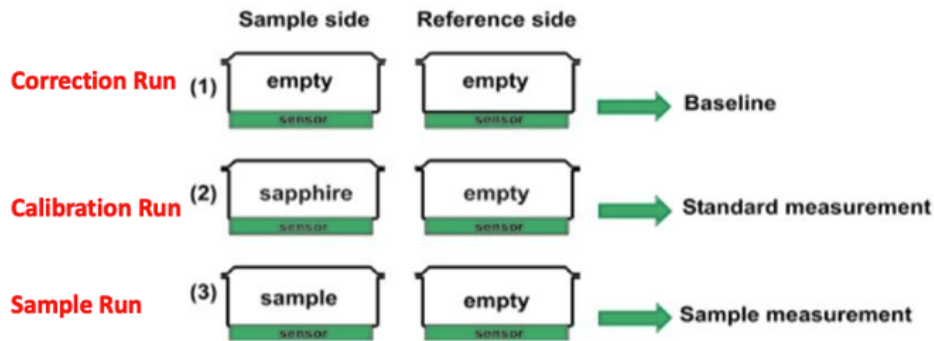 Sample side Reference side
Correction Run (1) empty empty Baseline
sensor sensor
Calibration Run (2) sapphire empty Standard measurement
sensor sensor
Sample Run (3) sample empty Sample measurement
sensor sensor